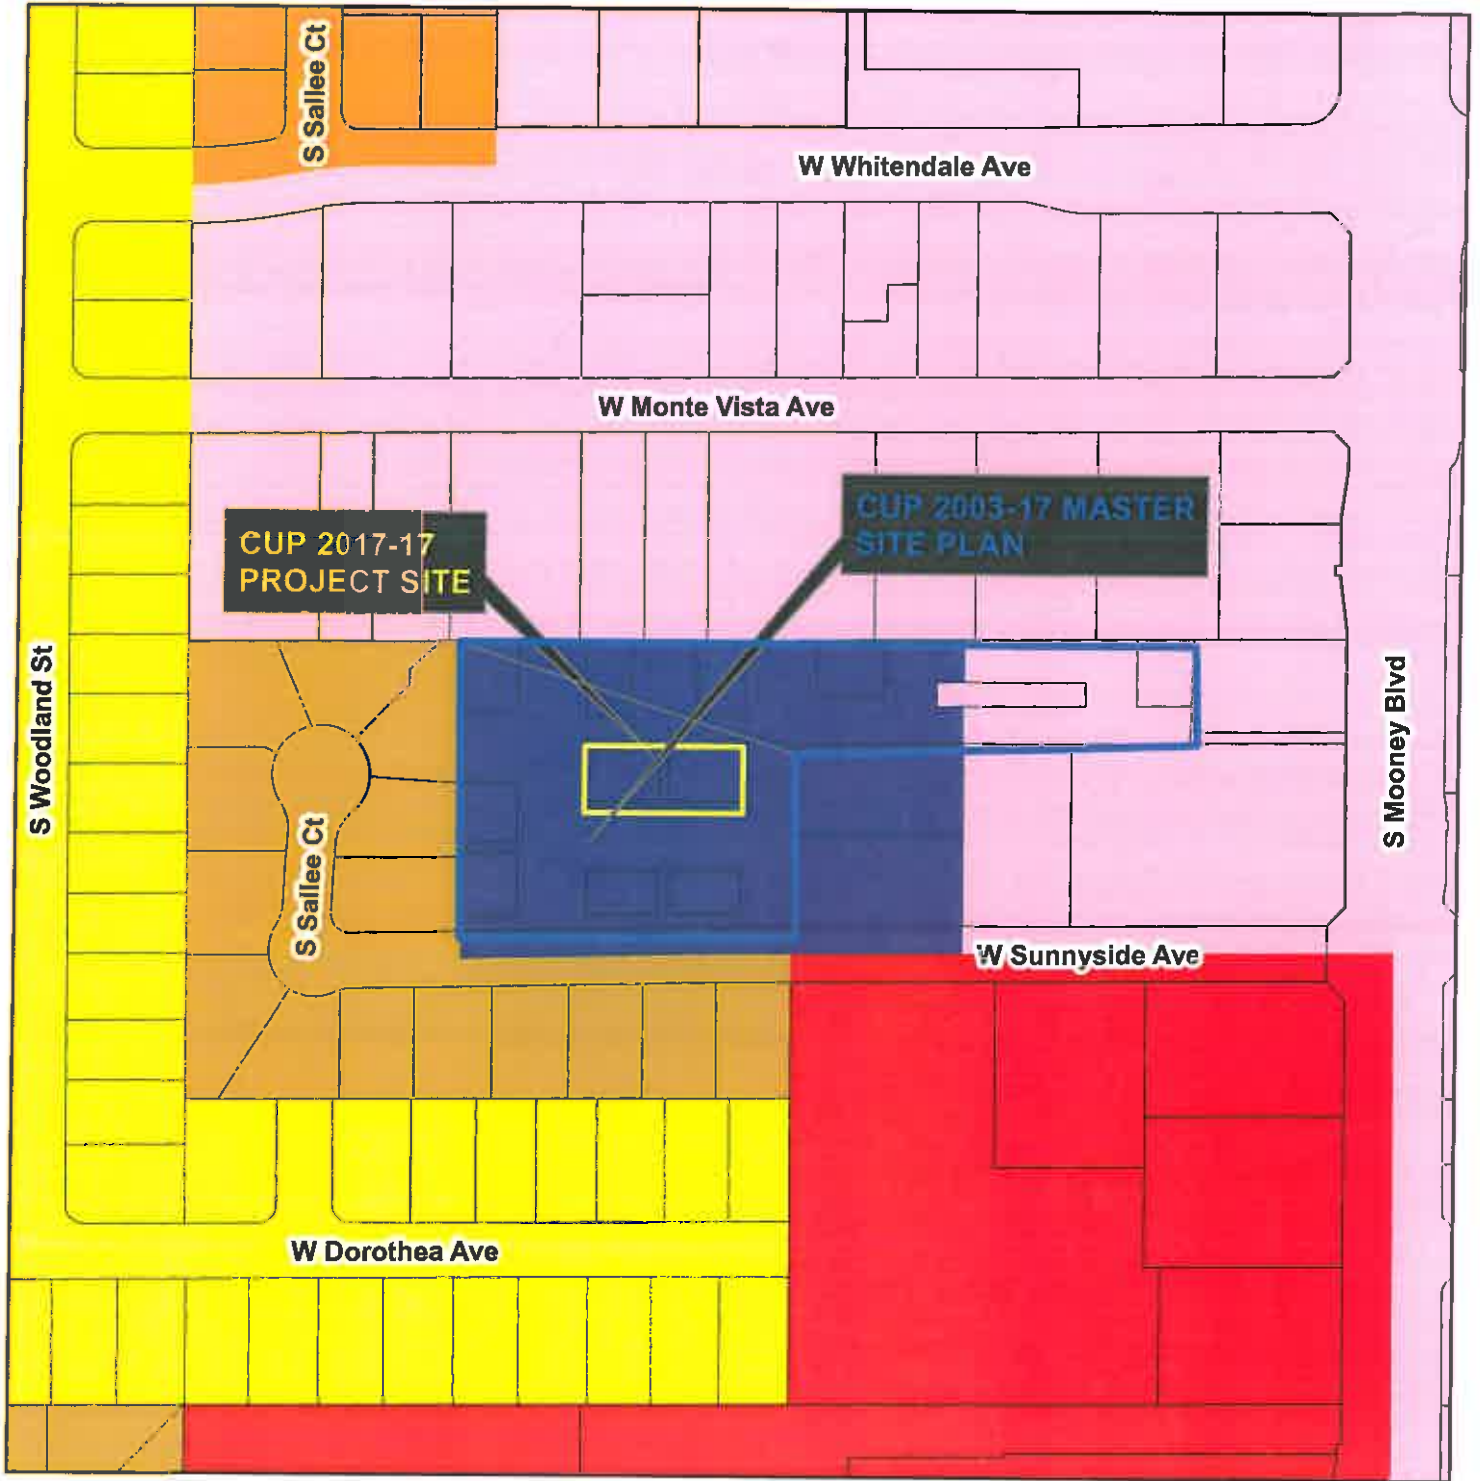 S Sallee Ct
W Whitendale Ave
W Monte Vista Ave
CUP 2003-17 MASTER
SITE PLAN
CUP 2017-17
PROJECT SITE
S Woodland St
S Mooney Blvd
S Sallee Ct
W Sunnyside Ave
W Dorothea Ave